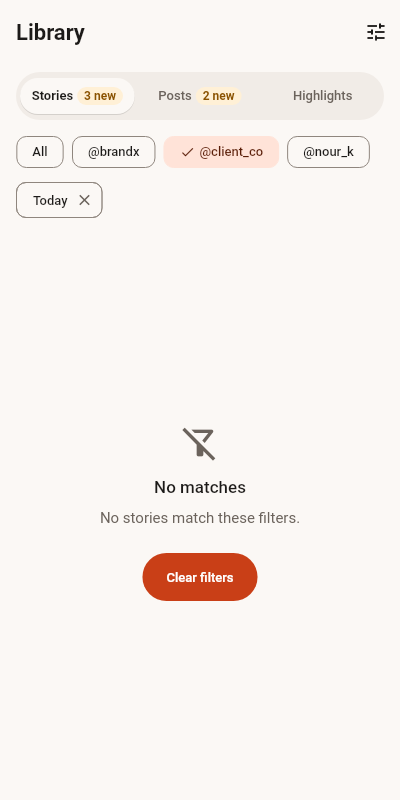 Library
Stories 3 new Posts 2 new Highlights
All @brandx @client_co @nour_k
Today
No matches
No stories match these filters.
Clear filters